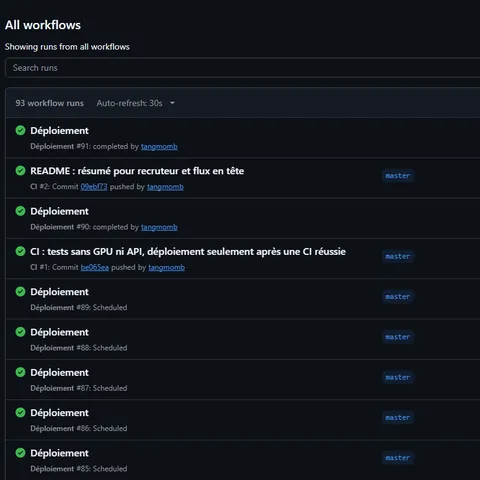 All workflows
Showing runs from all workflows
Search runs
93 workflow runs Auto-refresh: 30s
Déploiement
Déploiement #91: completed by tangmomb
README : résumé pour recruteur et flux en tête
master
CI #2: Commit 09ebf73 pushed by tangmomb
Déploiement
Déploiement #90: completed by tangmomb
CI : tests sans GPU ni API, déploiement seulement après une CI réussie
master
CI #1: Commit be065ea pushed by tangmomb
Déploiement
master
Déploiement #89: Scheduled
Déploiement
master
Déploiement #88: Scheduled
Déploiement
master
Déploiement #87: Scheduled
Déploiement
master
Déploiement #86: Scheduled
Déploiement
master
Déploiement #85: Scheduled